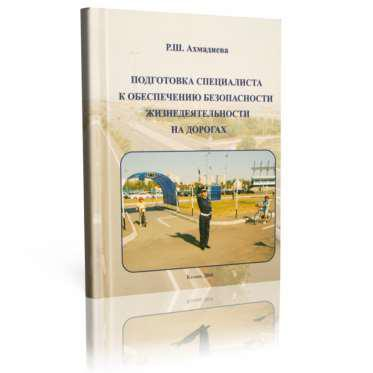 Р.Ш. Ахмадиева
ПОДГОТОВКА СПЕЦИАЛИСТА
К ОБЕСПЕЧЕНИЮ БЕЗОПАСНОСТИ
ЖИЗНЕДЕЯТЕЛЬНОСТИ
НА ДОРОГАХ